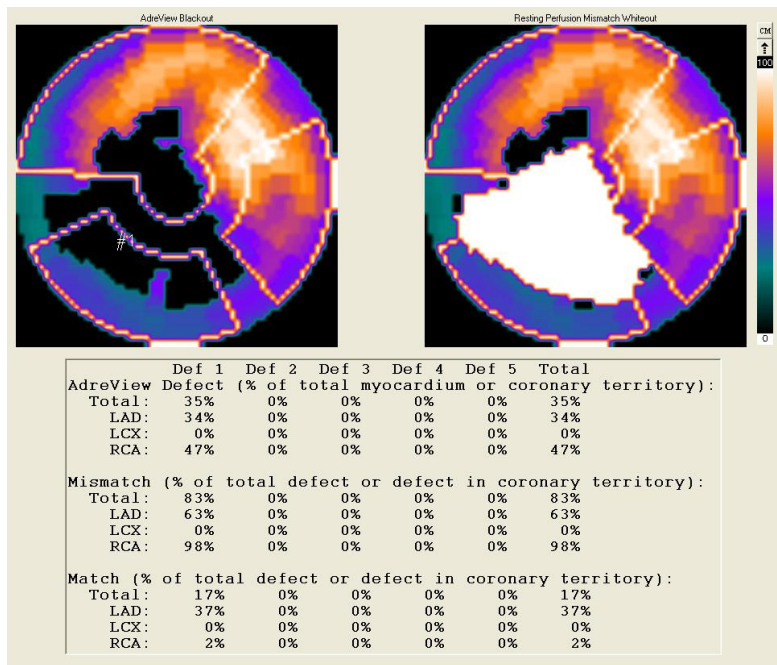 AdreView Blackout
Resting Perfusion Mismatch Whiteout
CM
100
#1
0
Def 1 Def 2 Def 3 Def 4 Def 5 Total
AdreView Defect (% of total myocardium or coronary territory):
Total: 35% 0% 0% 0% 0% 35%
LAD: 34% 0% 0% 0% 0% 34%
LCX: 0% 0% 0% 0% 0% 0%
RCA: 47% 0% 0% 0% 0% 47%
Mismatch (% of total defect or defect in coronary territory):
Total: 83% 0% 0% 0% 0% 83%
LAD: 63% 0% 0% 0% 0% 63%
LCX: 0% 0% 0% 0% 0% 0%
RCA: 98% 0% 0% 0% 0% 98%
Match (% of total defect or defect in coronary territory):
Total: 17% 0% 0% 0% 0% 17%
LAD: 37% 0% 0% 0% 0% 37%
LCX: 0% 0% 0% 0% 0% 0%
RCA: 2% 0% 0% 0% 0% 2%